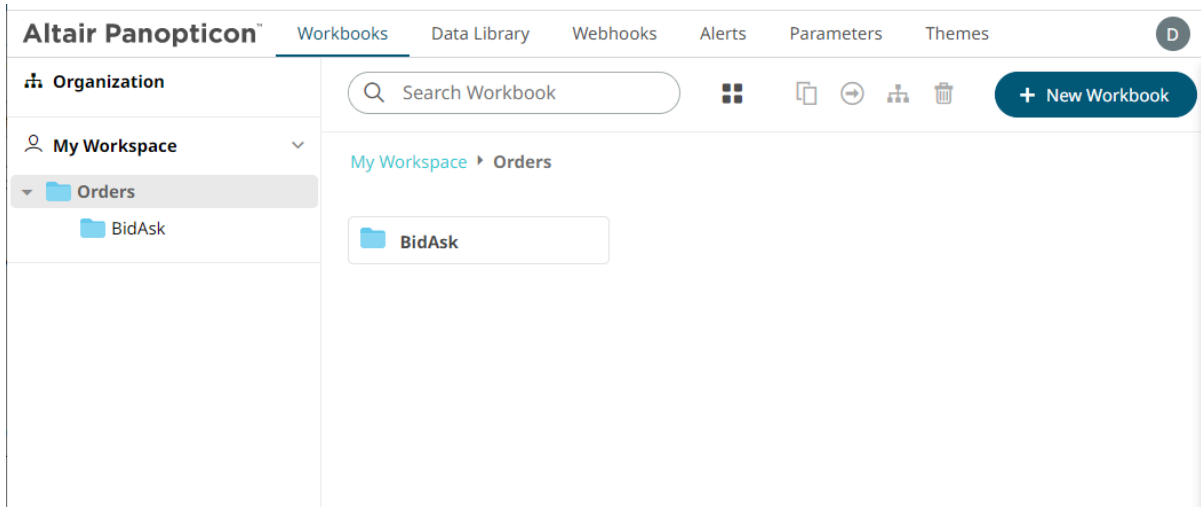 Altair Panopticon™ Workbooks Data Library Webhooks Alerts Parameters Themes D
Organization
Search Workbook
+ New Workbook
My Workspace
Orders
BidAsk
My Workspace Orders
BidAsk